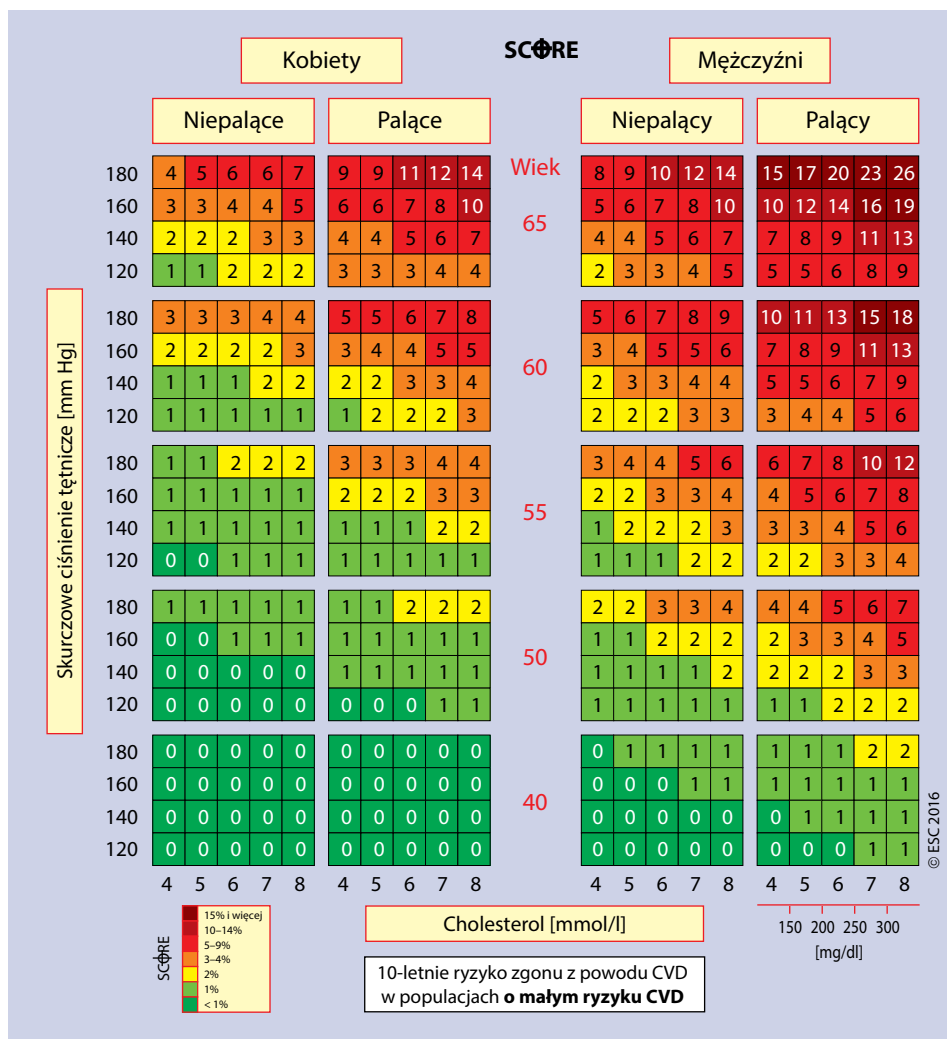 Kobiety SCORE Mężczyźni
Niepalące Palące Niepalący Palący
Skurczowe ciśnienie tętnicze [mm Hg]
180 4 5 6 6 7 9 9 11 12 14 Wiek 8 9 10 12 14 15 17 20 23 26
160 3 3 4 4 5 6 6 7 8 10 5 6 7 8 10 10 12 14 16 19
65
140 2 2 2 3 3 4 4 5 6 7 4 4 5 6 7 7 8 9 11 13
120 1 1 2 2 2 3 3 3 4 4 2 3 3 4 5 5 5 6 8 9
180 3 3 3 4 4 5 5 6 7 8 5 6 7 8 9 10 11 13 15 18
160 2 2 2 2 3 3 4 4 5 5 3 4 5 5 6 7 8 9 11 13
60
140 1 1 1 2 2 2 2 3 3 4 2 3 3 4 4 5 5 6 7 9
120 1 1 1 1 1 1 2 2 2 3 2 2 2 3 3 3 4 4 5 6
180 1 1 2 2 2 3 3 3 4 4 3 4 4 5 6 6 7 8 10 12
160 1 1 1 1 1 2 2 2 3 3 2 2 3 3 4 4 5 6 7 8
55
140 1 1 1 1 1 1 1 1 2 2 1 2 2 2 3 3 3 4 5 6
120 0 0 1 1 1 1 1 1 1 1 1 1 1 2 2 2 2 3 3 4
180 1 1 1 1 1 1 1 2 2 2 2 2 3 3 4 4 4 5 6 7
160 0 0 1 1 1 1 1 1 1 1 1 1 2 2 2 2 3 3 4 5
50
140 0 0 0 0 0 1 1 1 1 1 1 1 1 1 2 2 2 2 3 3
120 0 0 0 0 0 0 0 0 1 1 1 1 1 1 1 1 1 2 2 2
180 0 0 0 0 0 0 0 0 0 0 0 1 1 1 1 1 1 1 2 2
160 0 0 0 0 0 0 0 0 0 0 0 0 0 1 1 1 1 1 1 1
40
140 0 0 0 0 0 0 0 0 0 0 0 0 0 0 0 0 1 1 1 1
120 0 0 0 0 0 0 0 0 0 0 0 0 0 0 0 0 0 0 1 1
© ESC 2016
4 5 6 7 8 4 5 6 7 8 4 5 6 7 8 4 5 6 7 8
Cholesterol [mmol/l]
150 200 250 300
[mg/dl]
SCORE
15% i więcej
10–14%
5–9%
3–4%
2%
1%
< 1%
10-letnie ryzyko zgonu z powodu CVD
w populacjach o małym ryzyku CVD